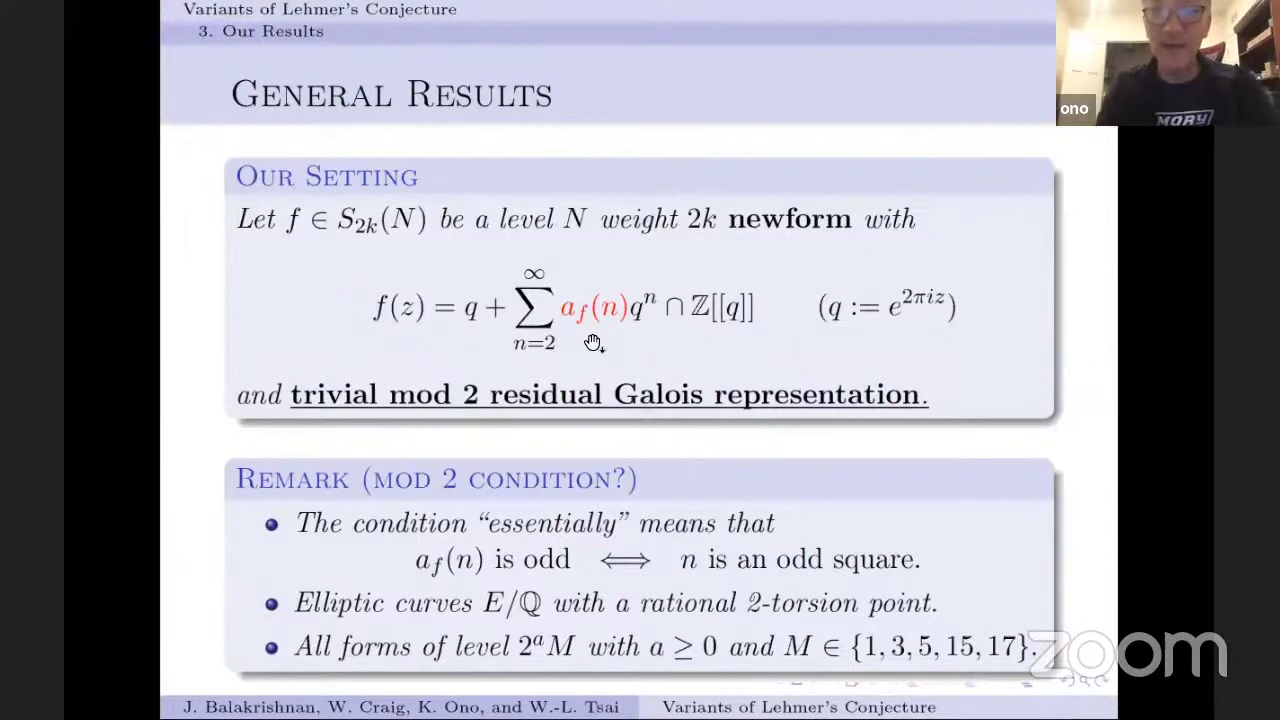 Variants of Lehmer's Conjecture
3. Our Results
GENERAL RESULTS
ono
MORY
OUR SETTING
Let f ∈ S_{2k}(N) be a level N weight 2k newform with
f(z) = q + \sum_{n=2}^{∞} a_f(n)q^n ∩ ℤ[[q]] (q := e^{2πiz})
and trivial mod 2 residual Galois representation.
REMARK (MOD 2 CONDITION?)
The condition “essentially” means that
a_f(n) is odd ⟺ n is an odd square.
Elliptic curves E/ℚ with a rational 2-torsion point.
All forms of level 2^a M with a ≥ 0 and M ∈ {1, 3, 5, 15, 17}.
zoom
J. Balakrishnan, W. Craig, K. Ono, and W.-L. Tsai
Variants of Lehmer's Conjecture